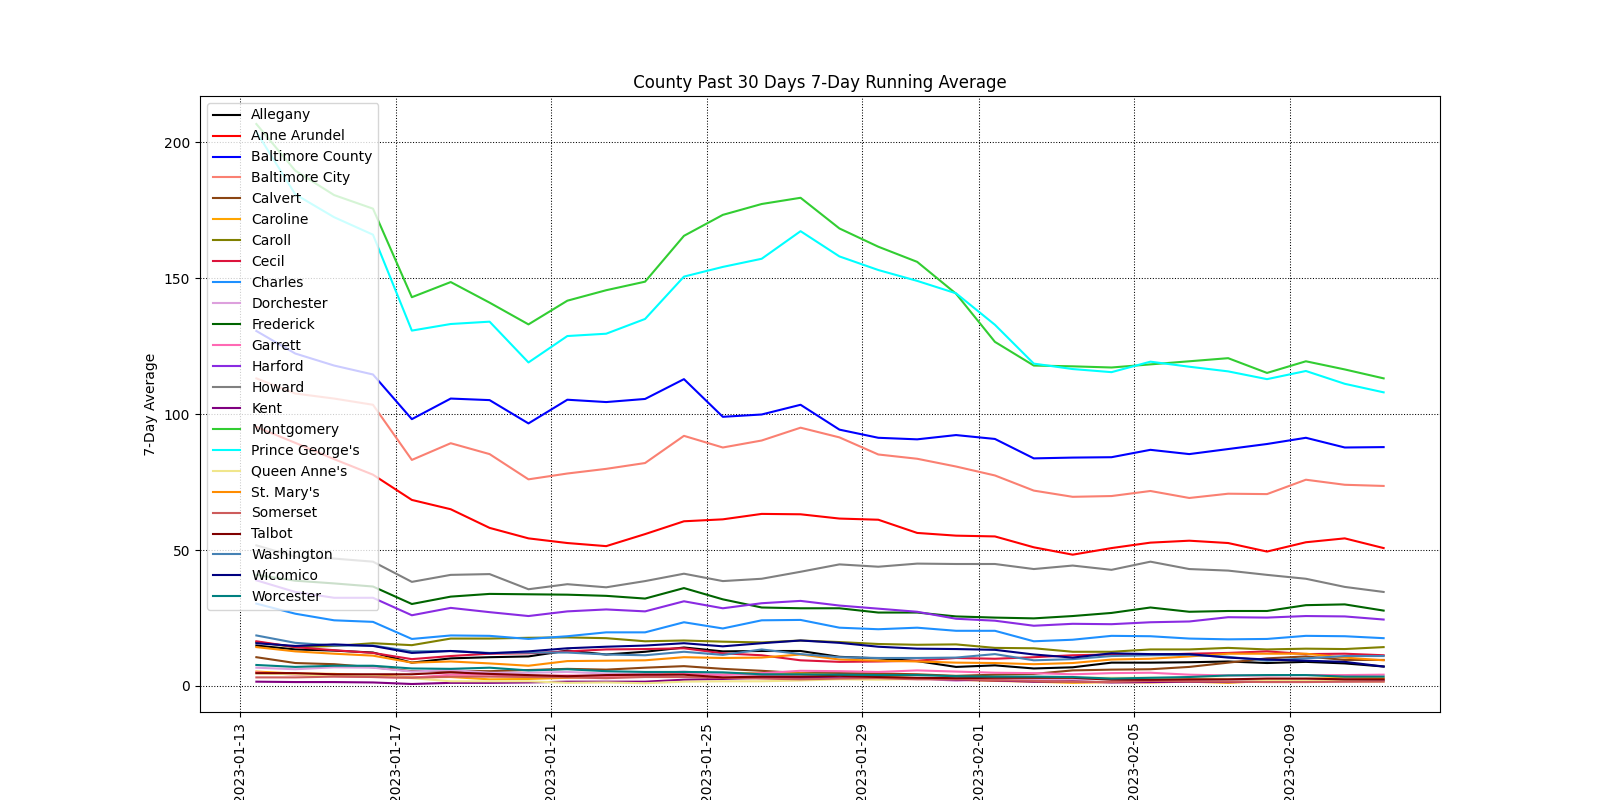 County Past 30 Days 7-Day Running Average
7-Day Average
200
150
100
50
0
Allegany
Anne Arundel
Baltimore County
Baltimore City
Calvert
Caroline
Caroll
Cecil
Charles
Dorchester
Frederick
Garrett
Harford
Howard
Kent
Montgomery
Prince George's
Queen Anne's
St. Mary's
Somerset
Talbot
Washington
Wicomico
Worcester
2023-01-13
2023-01-17
2023-01-21
2023-01-25
2023-01-29
2023-02-01
2023-02-05
2023-02-09